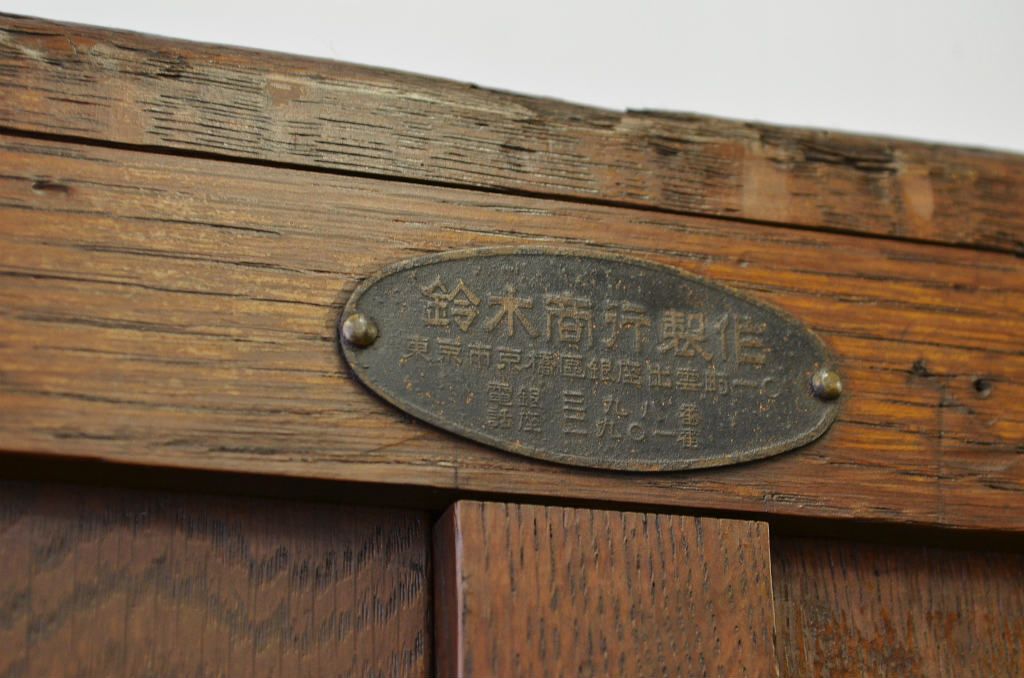 鈴木商行製作
東京市京橋區銀座出雲町一〇
電話 銀座